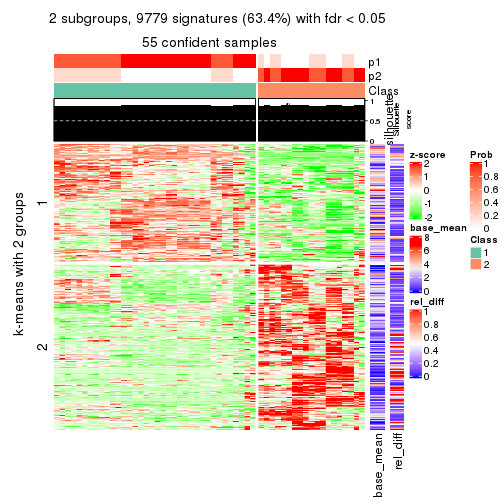 2 subgroups, 9779 signatures (63.4%) with fdr < 0.05
55 confident samples
p1
p2
Class
1
0.5
0
silhouette
Silhouette
score
k-means with 2 groups
1
2
z-score
2
1
0
-1
-2
base_mean
8
6
4
2
0
rel_diff
1
0.8
0.6
0.4
0.2
0
Prob
1
0.8
0.6
0.4
0.2
0
Class
1
2
base_mean
rel_diff